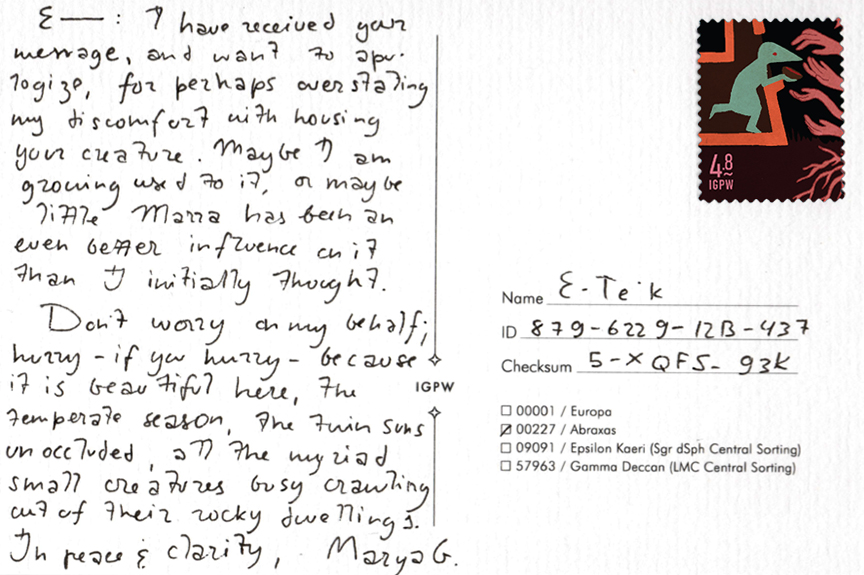 E—: I have received your
message, and want to apo-
logize, for perhaps overstating
my discomfort with housing
your creature. Maybe I am
growing used to it, or maybe
little Marra has been an
even better influence on it
than I initially thought.
Don't worry on my behalf;
hurry – if you hurry – because
it is beautiful here, the
temperate season, the twin suns
unoccluded, all the myriad
small creatures busy crawling
out of their rocky dwellings.
In peace & clarity, Marya G.
4.8
IGPW
Name E-Teik
ID 879-6229-12B-437
Checksum 5-XQFS-93K
IGPW
00001 / Europa
00227 / Abraxas
09091 / Epsilon Kaeri (Sgr dSph Central Sorting)
57963 / Gamma Deccan (LMC Central Sorting)